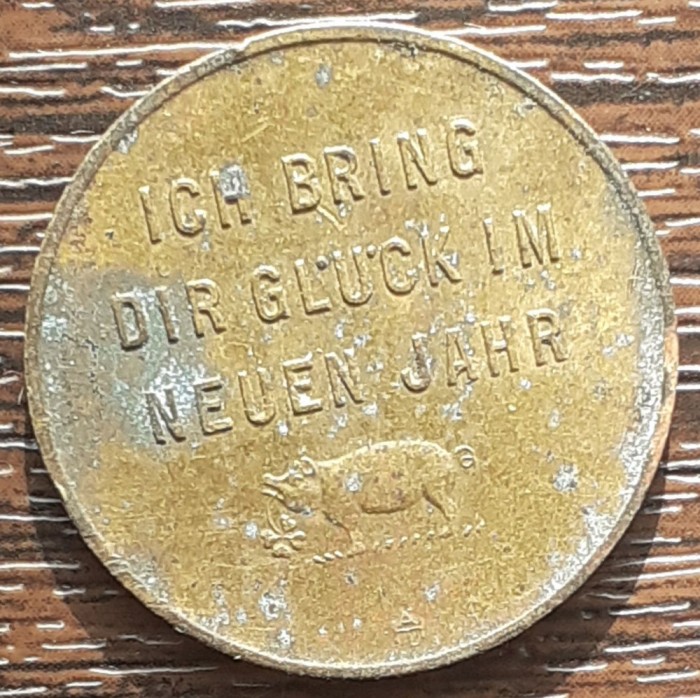 ICH BRING
DIR GLÜCK IM
NEUEN JAHR